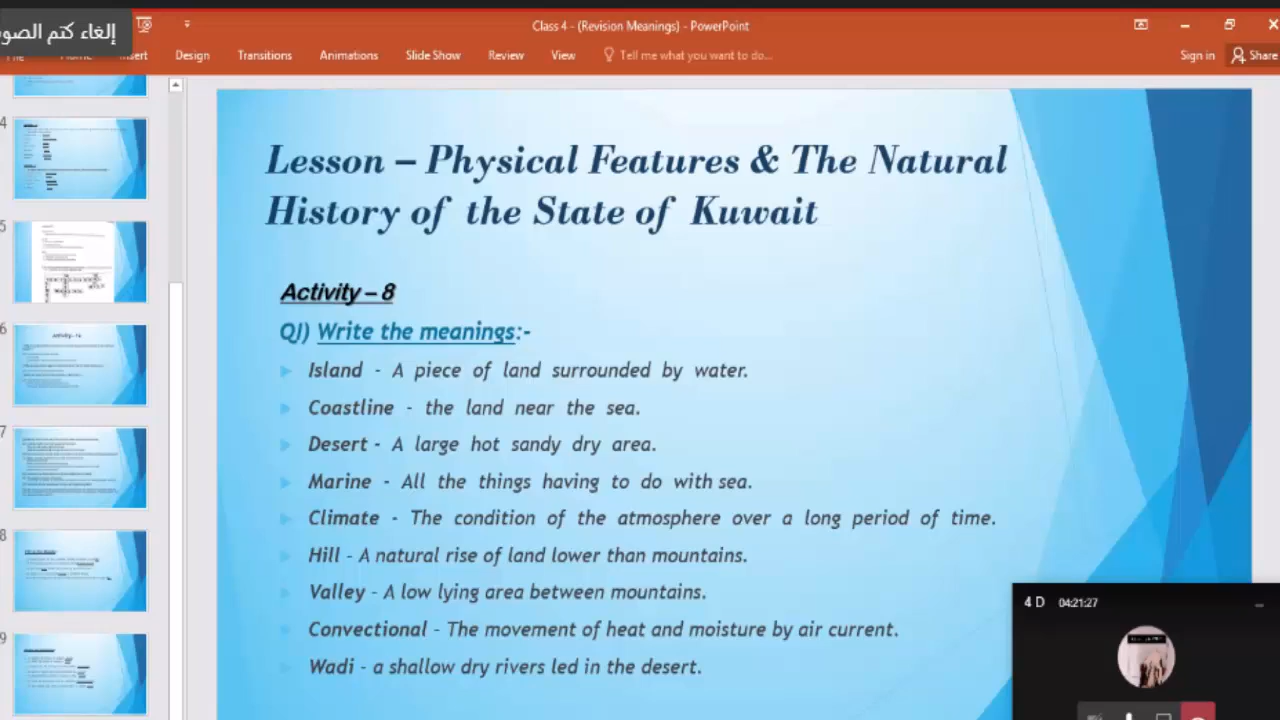 إلغاء كتم الصو
Class 4 - (Revision Meanings) - PowerPoint
Design Transitions Animations Slide Show Review View Tell me what you want to do... Sign in Share
4
5
6
7
8
9
Lesson – Physical Features & The Natural
History of the State of Kuwait
Activity – 8
QJ) Write the meanings:-
Island - A piece of land surrounded by water.
Coastline - the land near the sea.
Desert - A large hot sandy dry area.
Marine - All the things having to do with sea.
Climate - The condition of the atmosphere over a long period of time.
Hill – A natural rise of land lower than mountains.
Valley – A low lying area between mountains.
Convectional – The movement of heat and moisture by air current.
Wadi – a shallow dry rivers led in the desert.
4 D 04:21:27